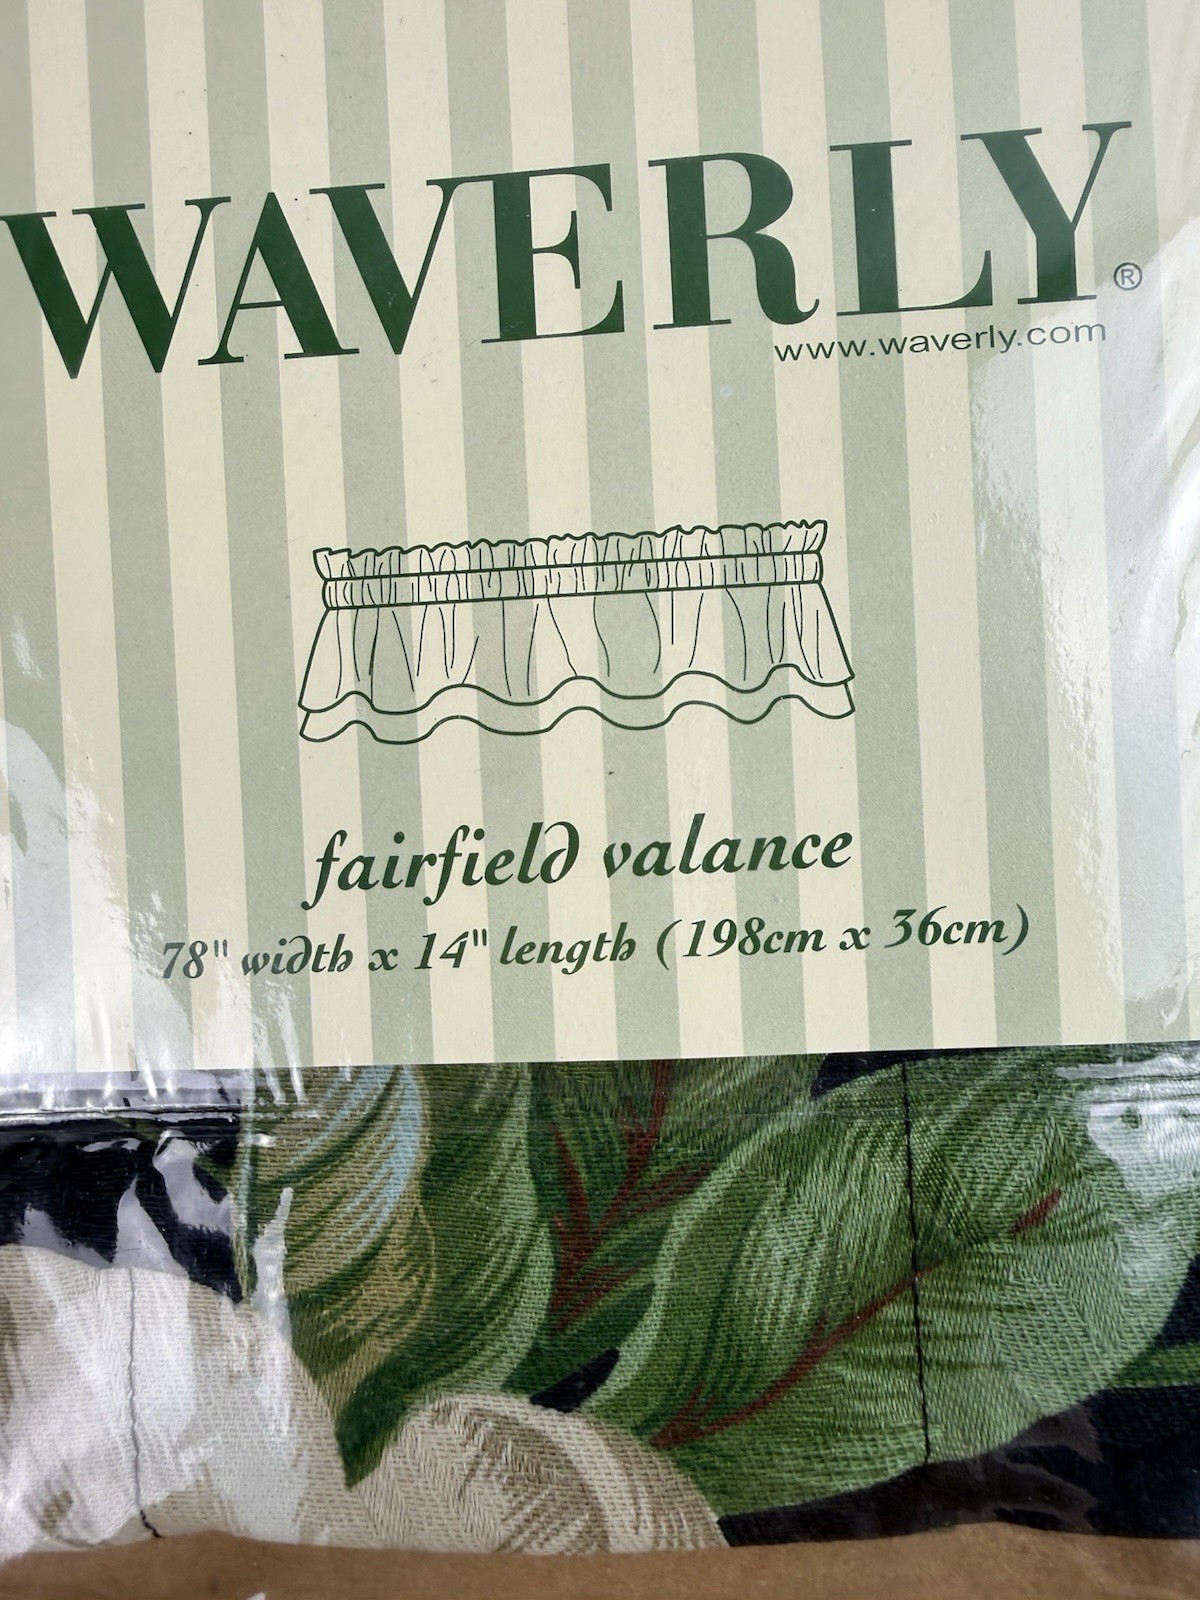 WAVERLY®
www.waverly.com
fairfield valance
78" width x 14" length (198cm x 36cm)